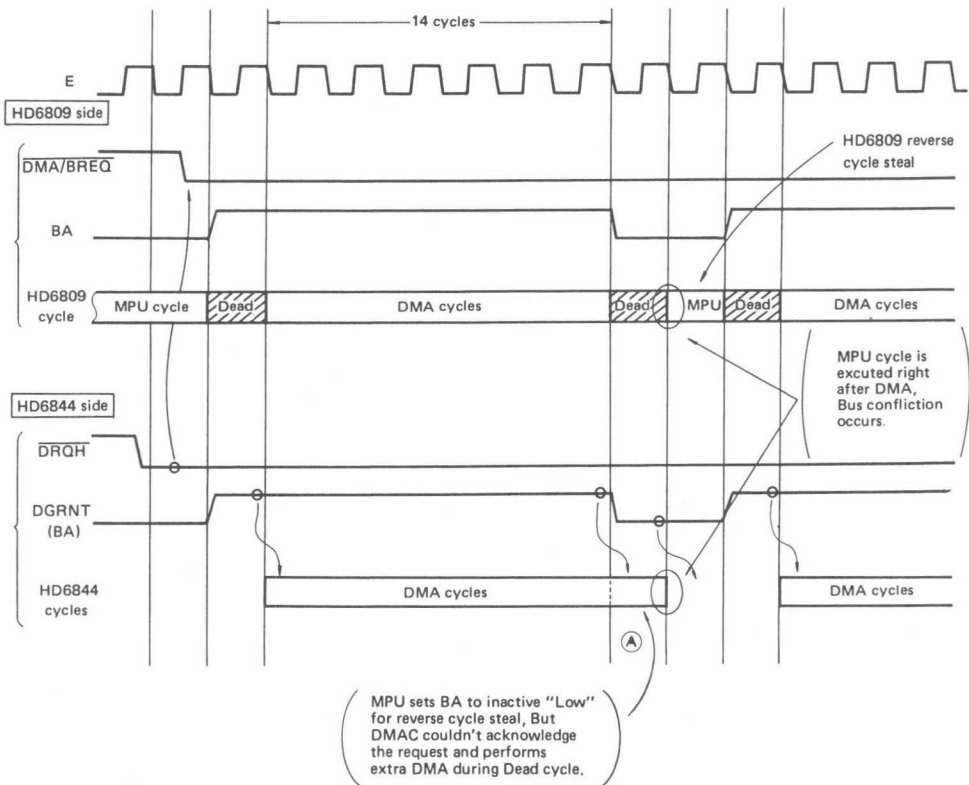 14 cycles
E
HD6809 side
DMA/BREQ
HD6809 reverse
cycle steal
BA
HD6809
cycle
MPU cycle
Dead
DMA cycles
Dead
MPU
Dead
DMA cycles
MPU cycle is
excuted right
after DMA,
Bus confliction
occurs.
HD6844 side
DRQH
DGRNT
(BA)
HD6844
cycles
DMA cycles
DMA cycles
A
MPU sets BA to inactive "Low"
for reverse cycle steal, But
DMAC couldn't acknowledge
the request and performs
extra DMA during Dead cycle.